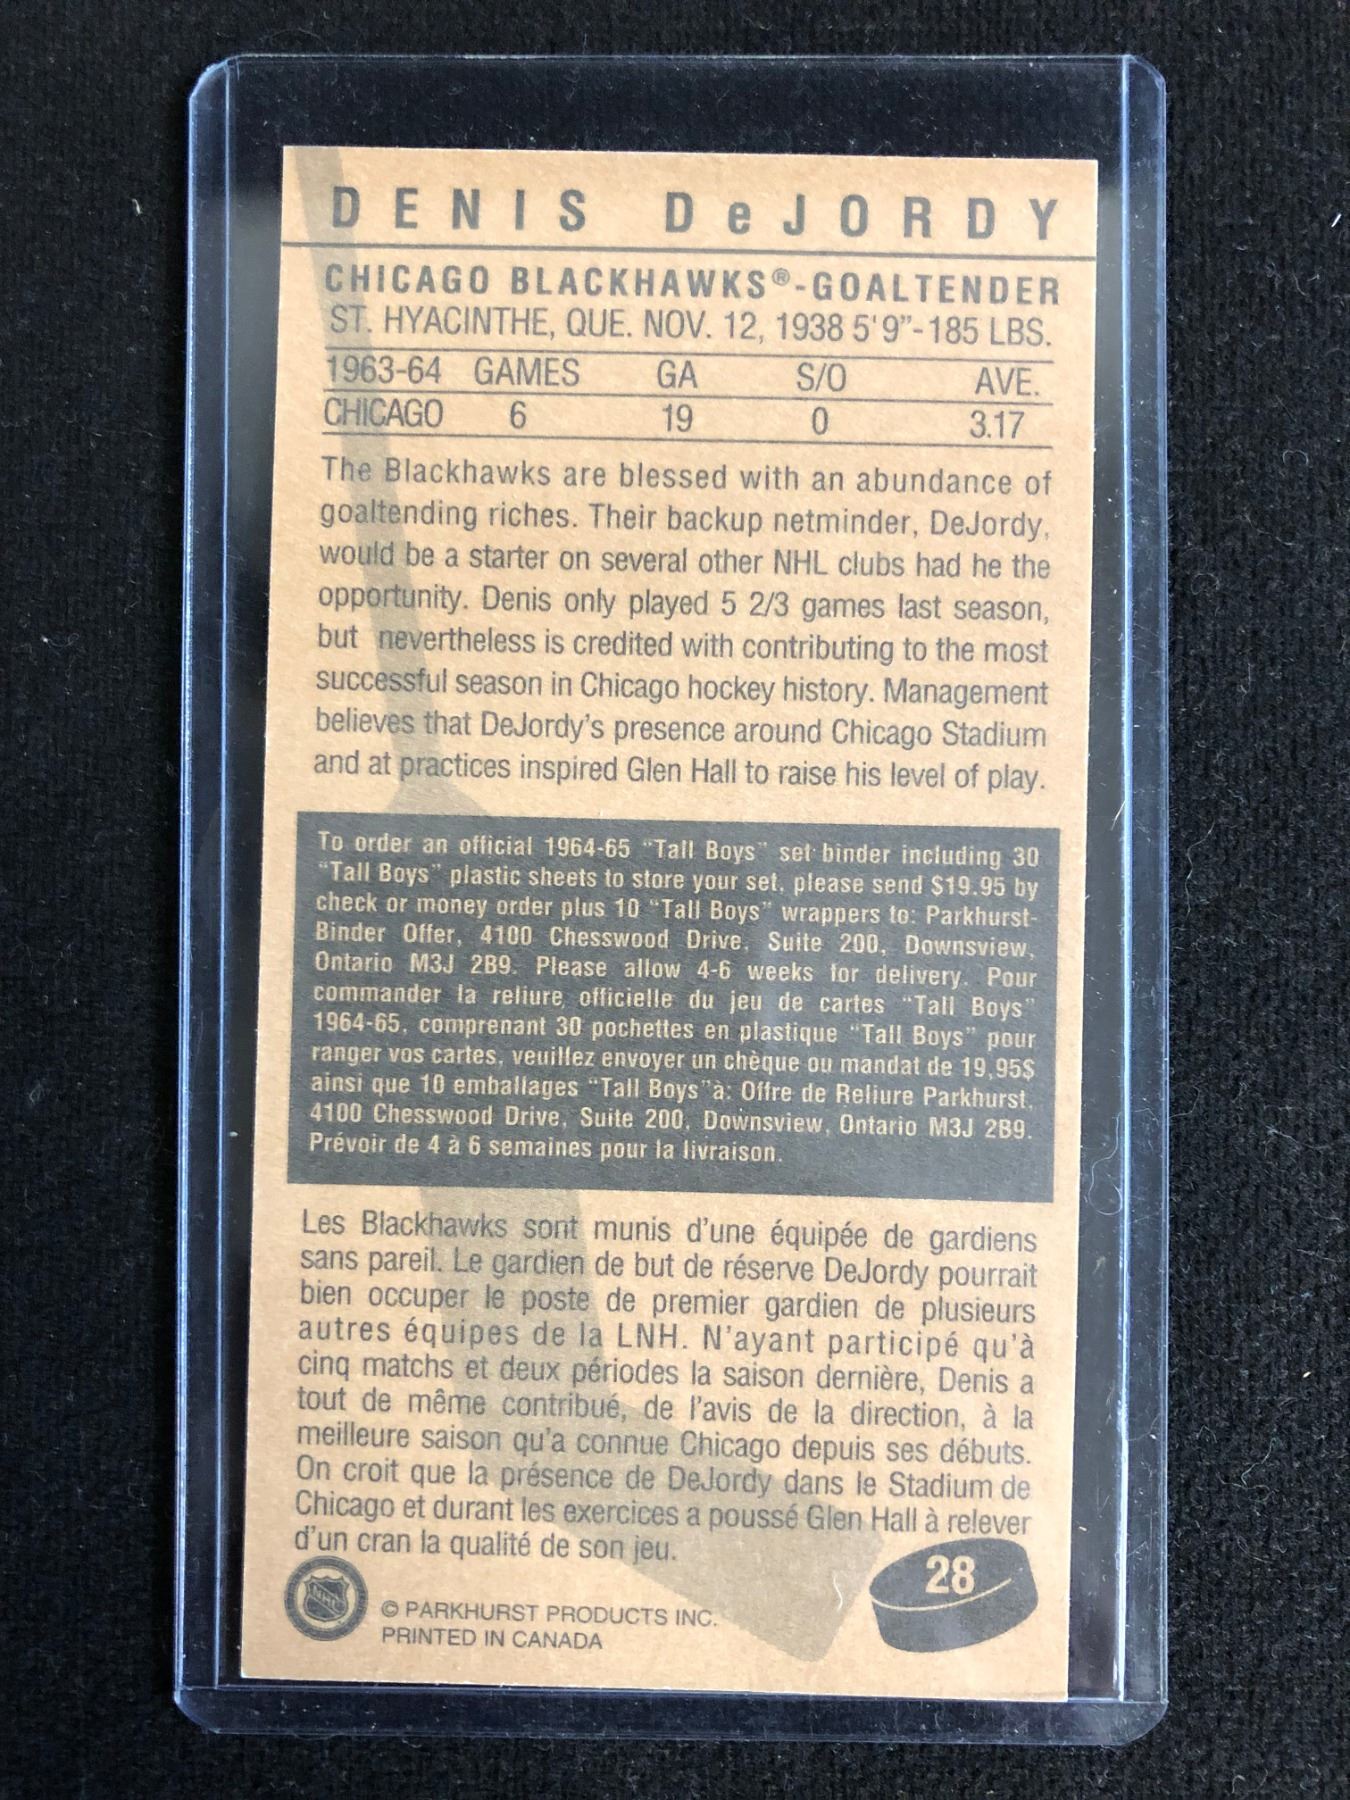 DENIS DeJORDY
CHICAGO BLACKHAWKS®-GOALTENDER
ST. HYACINTHE, QUE. NOV. 12, 1938 5'9"-185 LBS.
1963-64 GAMES GA S/O AVE.
CHICAGO 6 19 0 3.17
The Blackhawks are blessed with an abundance of
goaltending riches. Their backup netminder, DeJordy,
would be a starter on several other NHL clubs had he the
opportunity. Denis only played 5 2/3 games last season,
but nevertheless is credited with contributing to the most
successful season in Chicago hockey history. Management
believes that DeJordy's presence around Chicago Stadium
and at practices inspired Glen Hall to raise his level of play.
To order an official 1964-65 "Tall Boys" set binder including 30
"Tall Boys" plastic sheets to store your set, please send $19.95 by
check or money order plus 10 "Tall Boys" wrappers to: Parkhurst-
Binder Offer, 4100 Chesswood Drive, Suite 200, Downsview,
Ontario M3J 2B9. Please allow 4-6 weeks for delivery. Pour
commander la reliure officielle du jeu de cartes "Tall Boys"
1964-65, comprenant 30 pochettes en plastique "Tall Boys" pour
ranger vos cartes, veuillez envoyer un chèque ou mandat de 19,95$
ainsi que 10 emballages "Tall Boys"à: Offre de Reliure Parkhurst,
4100 Chesswood Drive, Suite 200, Downsview, Ontario M3J 2B9.
Prévoir de 4 à 6 semaines pour la livraison.
Les Blackhawks sont munis d'une équipée de gardiens
sans pareil. Le gardien de but de réserve DeJordy pourrait
bien occuper le poste de premier gardien de plusieurs
autres équipes de la LNH. N'ayant participé qu'à
cinq matchs et deux périodes la saison dernière, Denis a
tout de même contribué, de l'avis de la direction, à la
meilleure saison qu'a connue Chicago depuis ses débuts.
On croit que la présence de DeJordy dans le Stadium de
Chicago et durant les exercices a poussé Glen Hall à relever
d'un cran la qualité de son jeu.
28
NHL
© PARKHURST PRODUCTS INC.
PRINTED IN CANADA